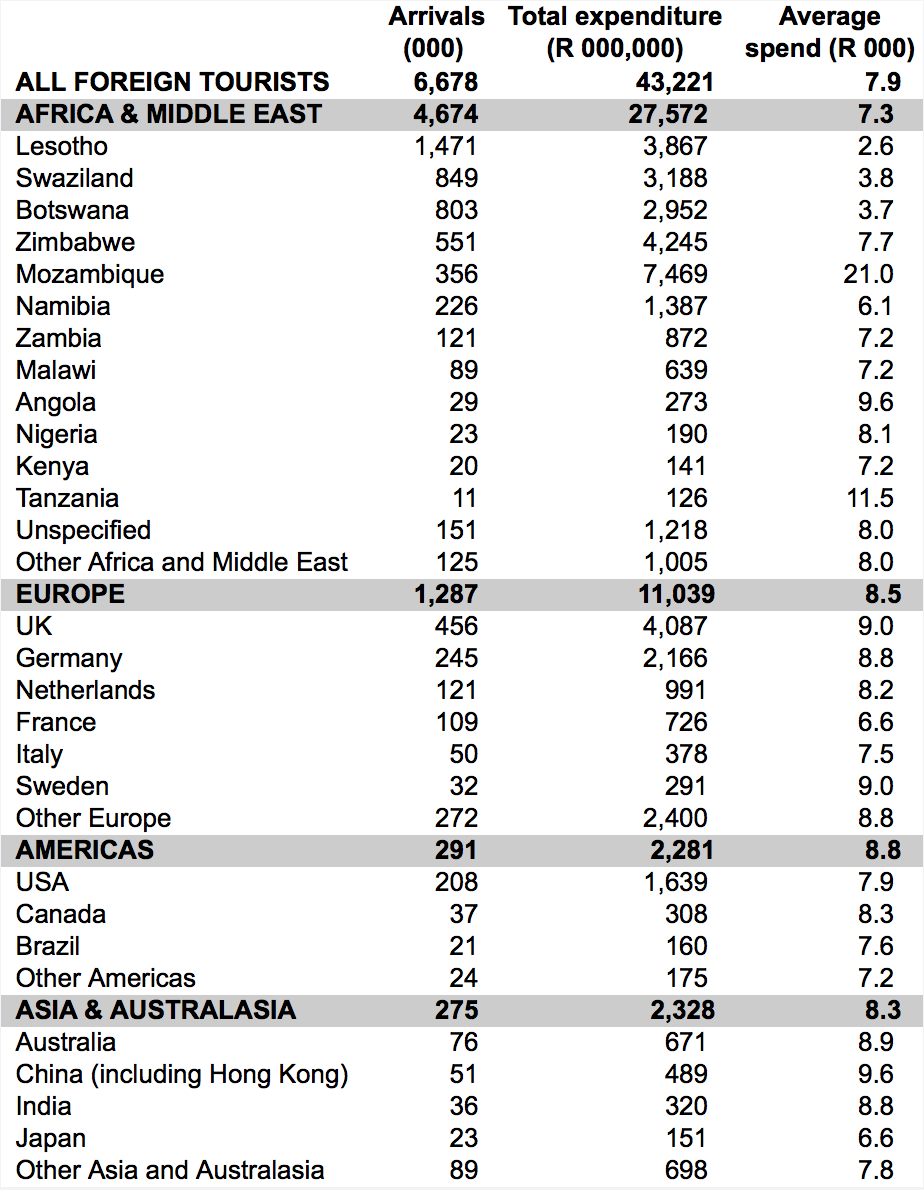 Arrivals Total expenditure Average
(000) (R 000,000) spend (R 000)
ALL FOREIGN TOURISTS 6,678 43,221 7.9
AFRICA & MIDDLE EAST 4,674 27,572 7.3
Lesotho 1,471 3,867 2.6
Swaziland 849 3,188 3.8
Botswana 803 2,952 3.7
Zimbabwe 551 4,245 7.7
Mozambique 356 7,469 21.0
Namibia 226 1,387 6.1
Zambia 121 872 7.2
Malawi 89 639 7.2
Angola 29 273 9.6
Nigeria 23 190 8.1
Kenya 20 141 7.2
Tanzania 11 126 11.5
Unspecified 151 1,218 8.0
Other Africa and Middle East 125 1,005 8.0
EUROPE 1,287 11,039 8.5
UK 456 4,087 9.0
Germany 245 2,166 8.8
Netherlands 121 991 8.2
France 109 726 6.6
Italy 50 378 7.5
Sweden 32 291 9.0
Other Europe 272 2,400 8.8
AMERICAS 291 2,281 8.8
USA 208 1,639 7.9
Canada 37 308 8.3
Brazil 21 160 7.6
Other Americas 24 175 7.2
ASIA & AUSTRALASIA 275 2,328 8.3
Australia 76 671 8.9
China (including Hong Kong) 51 489 9.6
India 36 320 8.8
Japan 23 151 6.6
Other Asia and Australasia 89 698 7.8